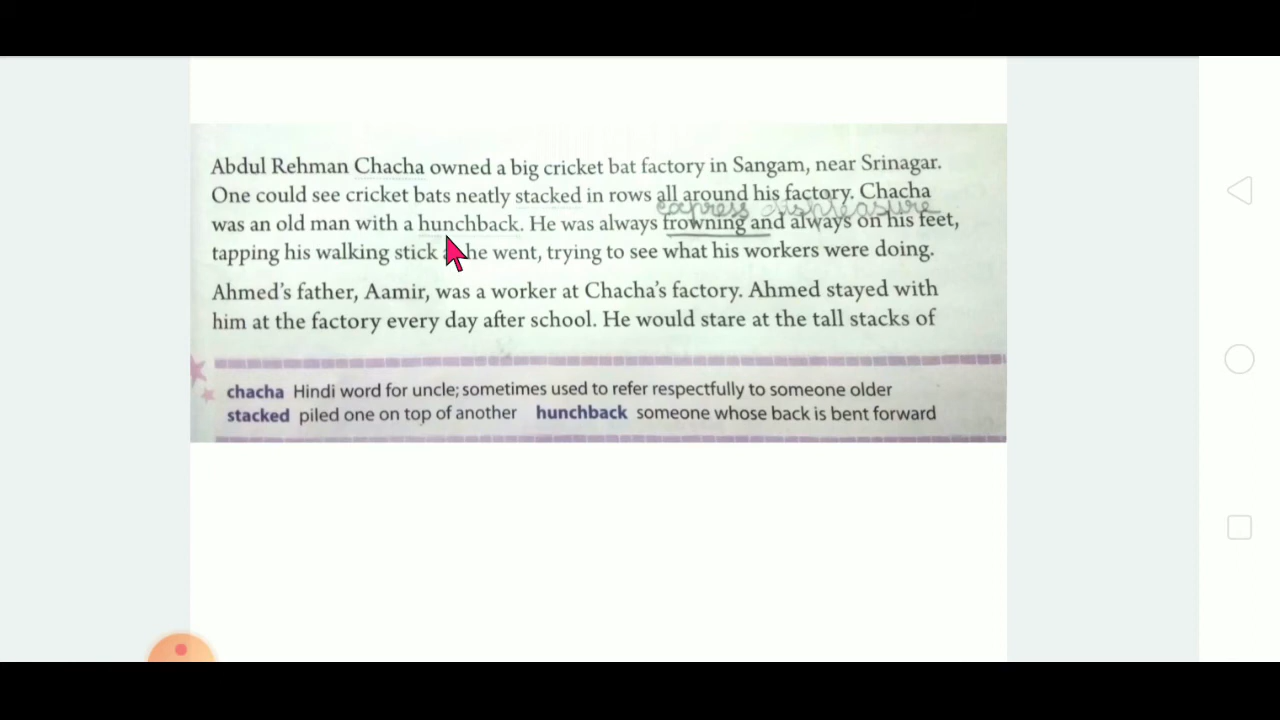 Abdul Rehman Chacha owned a big cricket bat factory in Sangam, near Srinagar.
One could see cricket bats neatly stacked in rows all around his factory. Chacha
express displeasure
was an old man with a hunchback. He was always frowning and always on his feet,
tapping his walking stick he went, trying to see what his workers were doing.
Ahmed's father, Aamir, was a worker at Chacha's factory. Ahmed stayed with
him at the factory every day after school. He would stare at the tall stacks of
chacha Hindi word for uncle; sometimes used to refer respectfully to someone older
stacked piled one on top of another hunchback someone whose back is bent forward